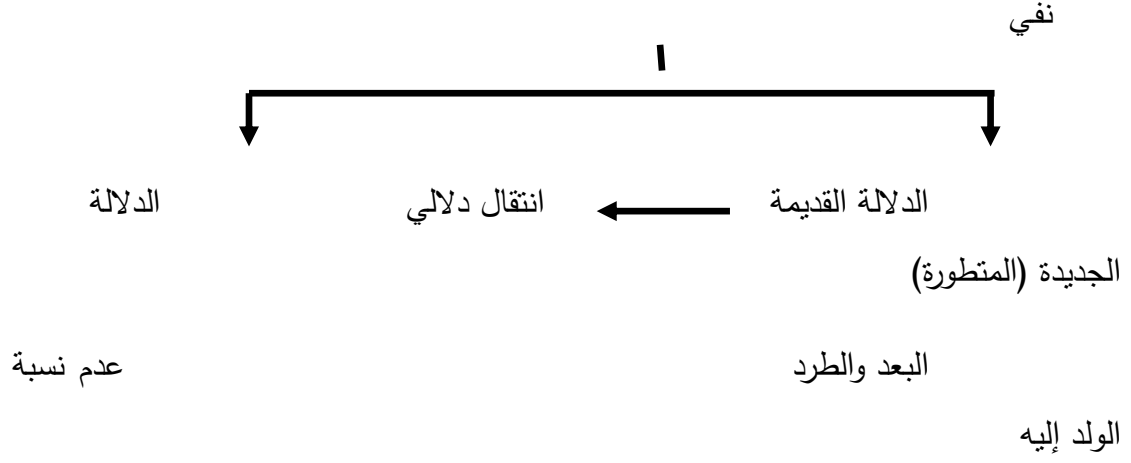 نفي
الدلالة القديمة انتقال دلالي الدلالة
الجديدة (المتطورة)
البعد والطرد عدم نسبة
الولد إليه